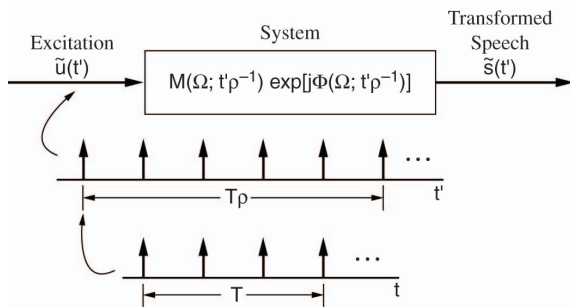 Excitation
ũ(t')
System
Transformed
Speech
s̃(t')
M(Ω; t'ρ⁻¹) exp[jΦ(Ω; t'ρ⁻¹)]
...
Tρ
t'
...
T
t